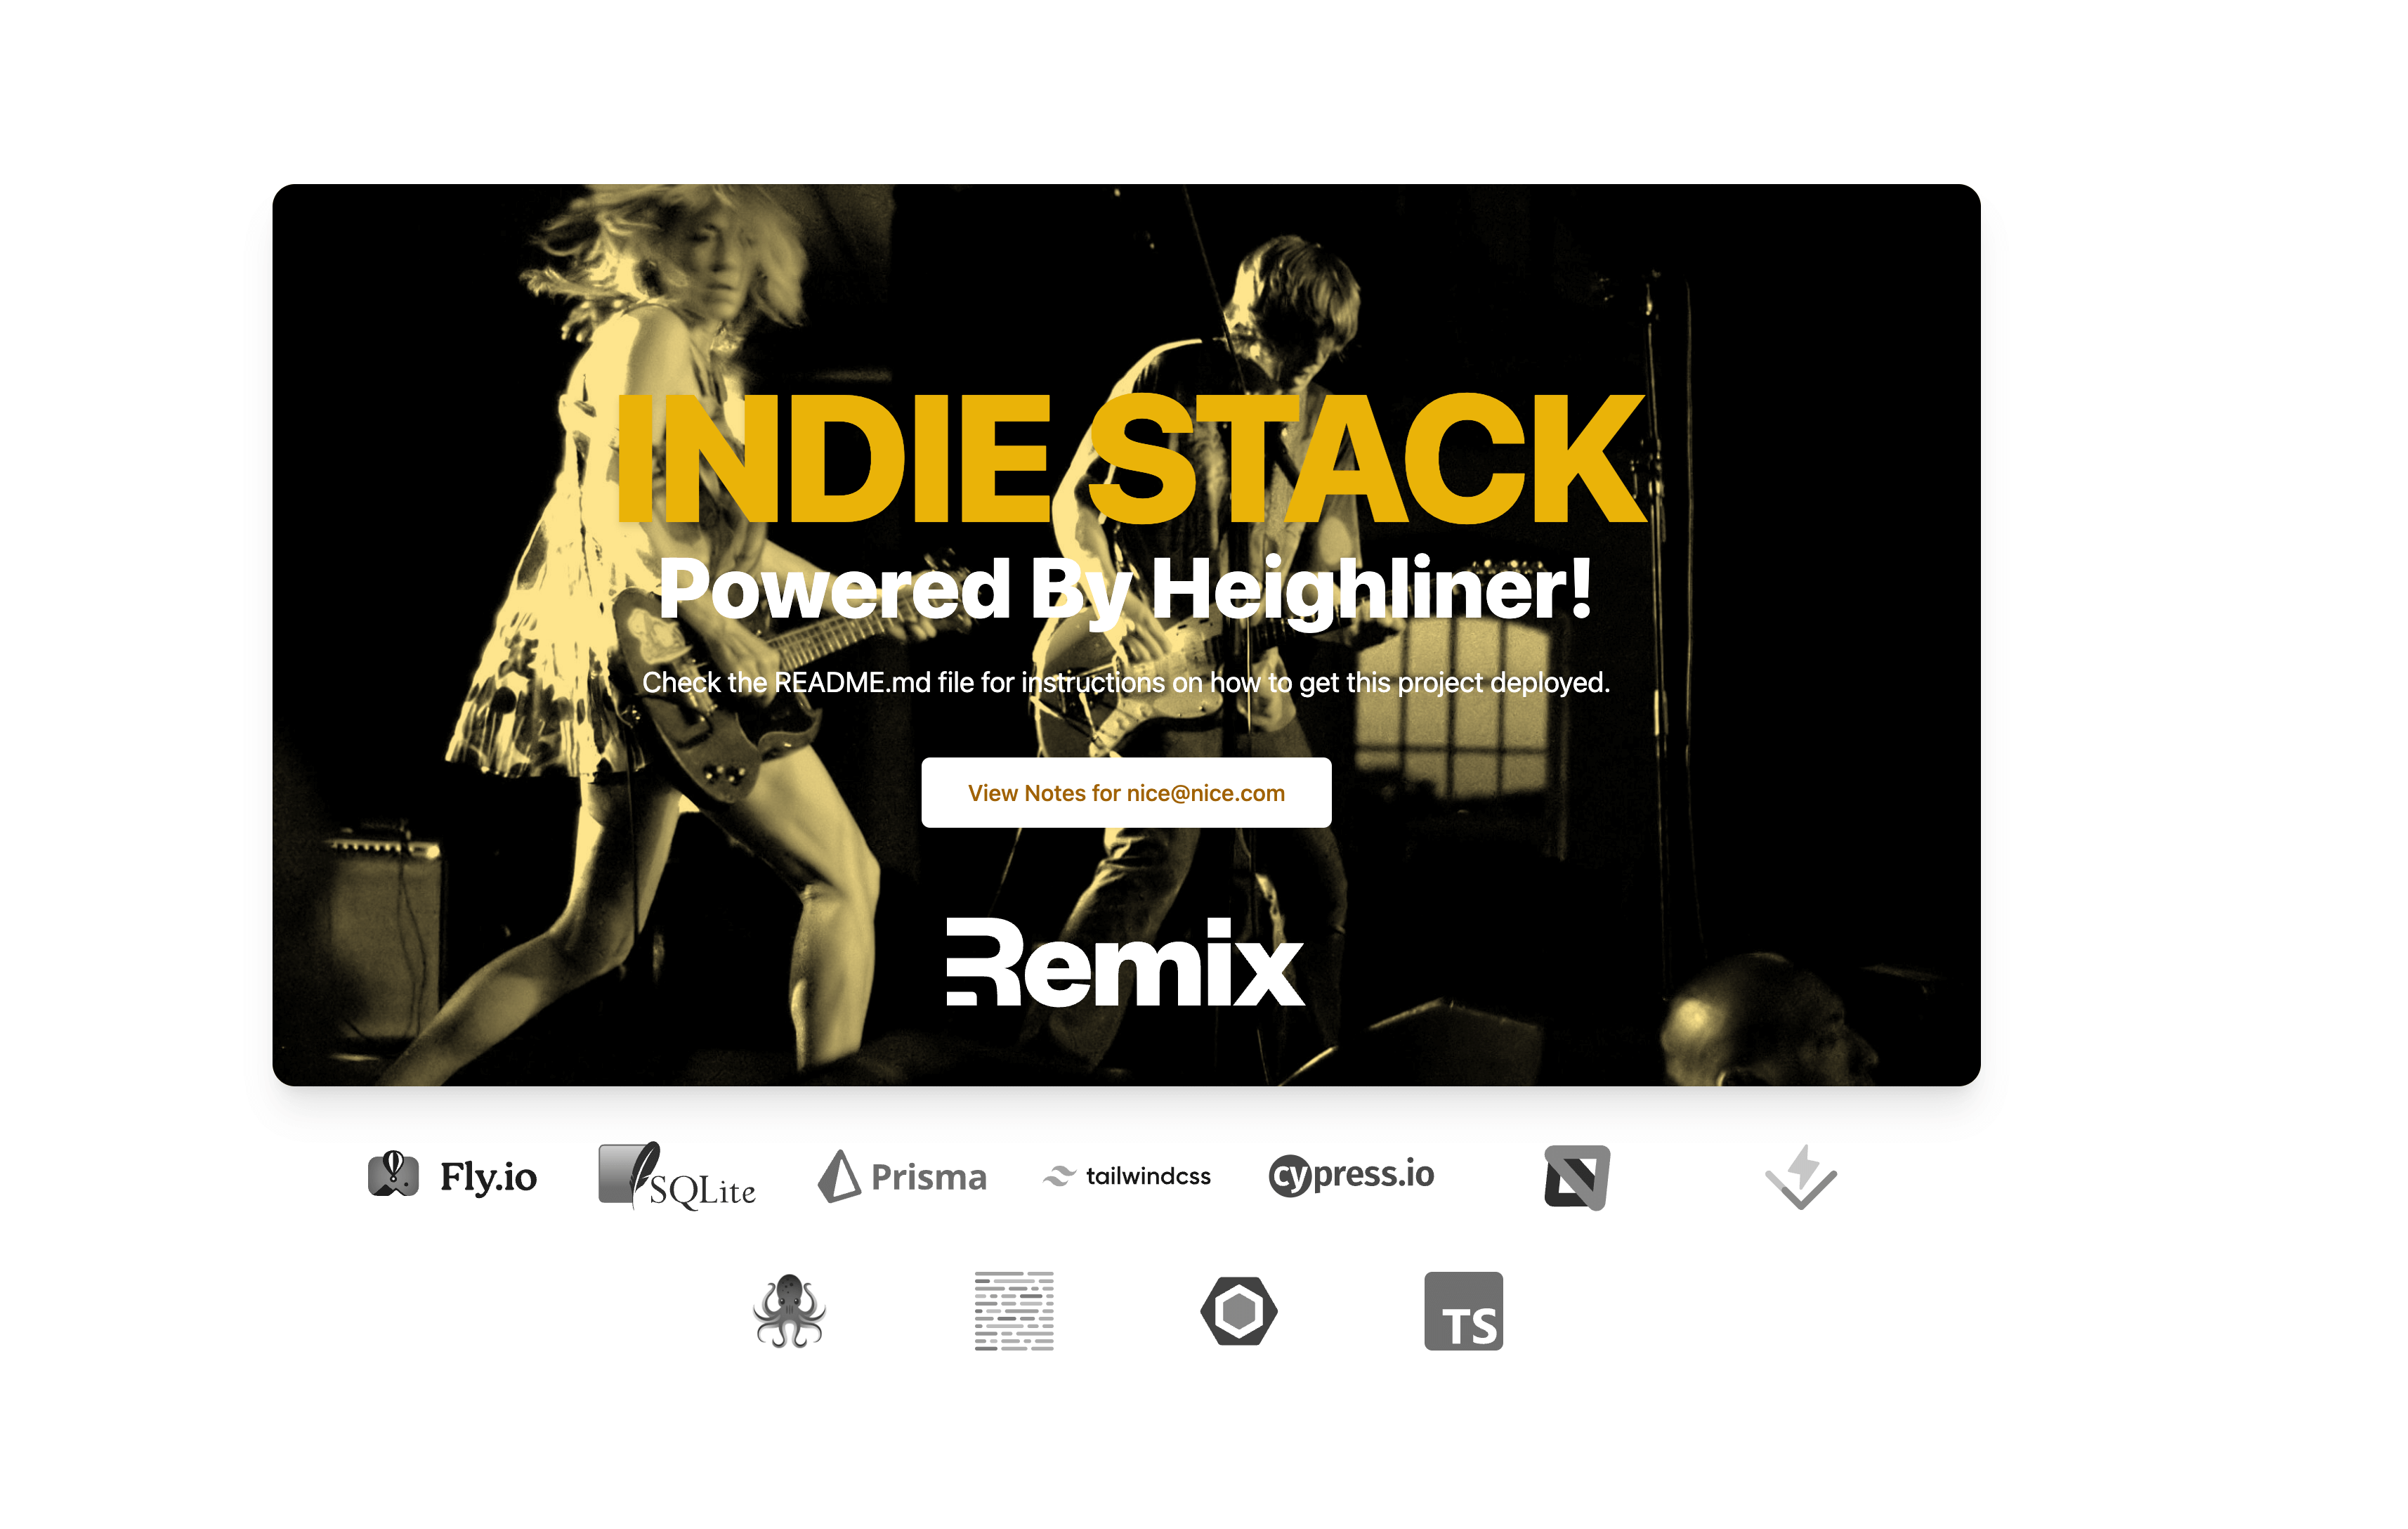 INDIE STACK
Powered By Heighliner!
Check the README.md file for instructions on how to get this project deployed.
View Notes for nice@nice.com
Remix
Fly.io
SQLite
Prisma
tailwindcss
cypress.io
TS